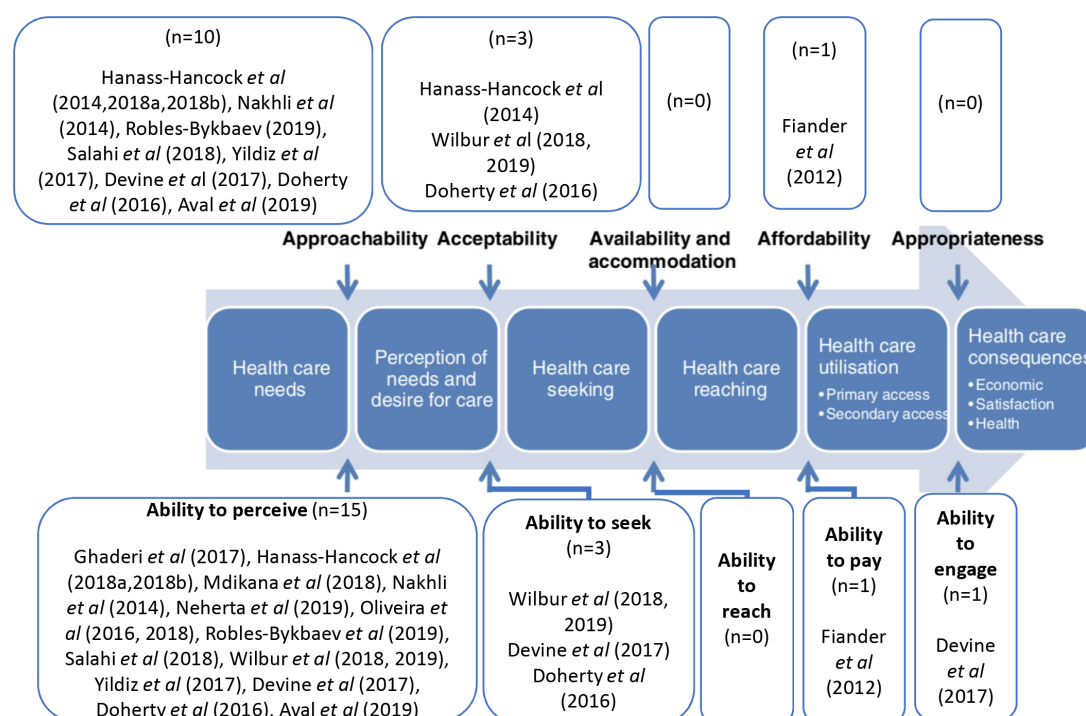 (n=10)
Hanass-Hancock et al
(2014,2018a,2018b), Nakhli et al
(2014), Robles-Bykbaev (2019),
Salahi et al (2018), Yildiz et al
(2017), Devine et al (2017), Doherty
et al (2016), Aval et al (2019)
(n=3)
Hanass-Hancock et al
(2014)
Wilbur et al (2018,
2019)
Doherty et al (2016)
(n=0)
(n=1)
Fiander
et al
(2012)
(n=0)
Approachability
Acceptability
Availability and
accommodation
Affordability
Appropriateness
Health care
needs
Perception of
needs and
desire for care
Health care
seeking
Health care
reaching
Health care
utilisation
•Primary access
•Secondary access
Health care
consequences
•Economic
•Satisfaction
•Health
Ability to perceive (n=15)
Ghaderi et al (2017), Hanass-Hancock et al
(2018a,2018b), Mdikana et al (2018), Nakhli
et al (2014), Neherta et al (2019), Oliveira et
al (2016, 2018), Robles-Bykbaev et al (2019),
Salahi et al (2018), Wilbur et al (2018, 2019),
Yildiz et al (2017), Devine et al (2017),
Doherty et al (2016), Aval et al (2019)
Ability to seek
(n=3)
Wilbur et al (2018,
2019)
Devine et al (2017)
Doherty et al
(2016)
Ability
to
reach
(n=0)
Ability
to pay
(n=1)
Fiander
et al
(2012)
Ability
to
engage
(n=1)
Devine
et al
(2017)